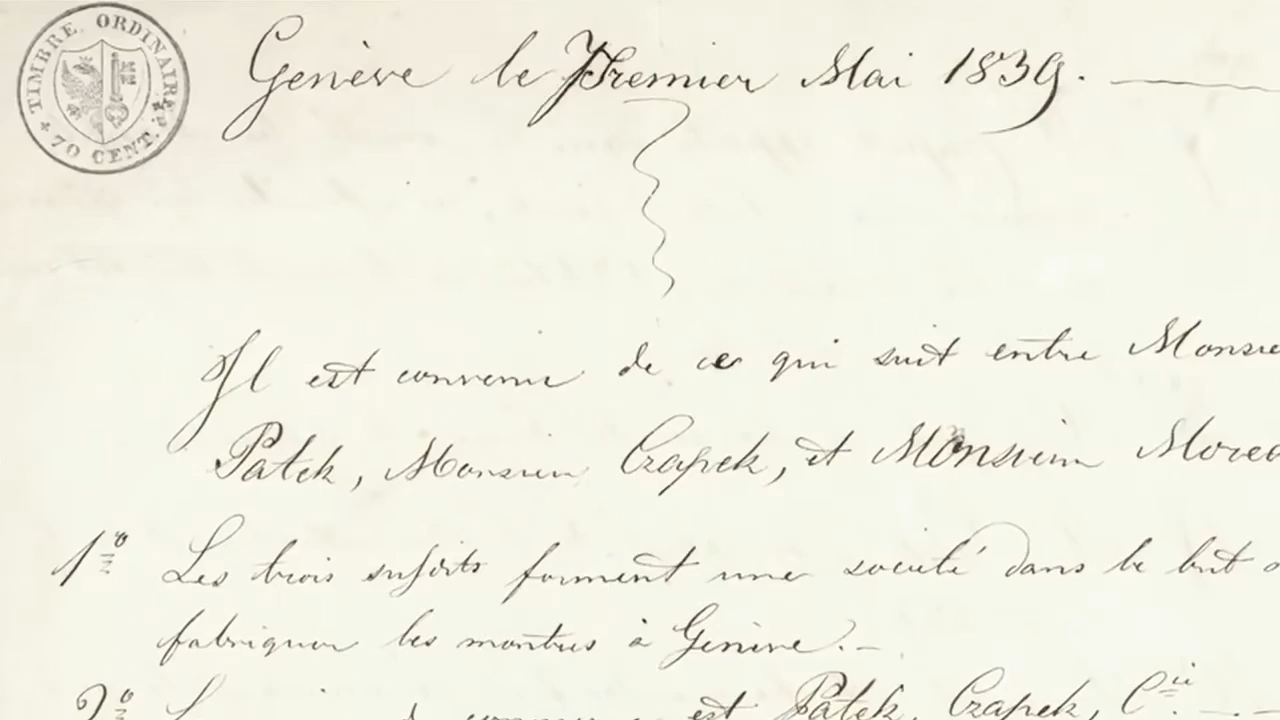 TIMBRE ORDINAIRE
70 CENT.
Genève le Premier Mai 1839.
Il est convenu de ce qui suit entre Monsie
Patek, Monsieur Czapek, et Monsieur
1º Les trois susdits forment une société dans le but
fabriquer les montres à Genève.
2º est Patek, Czapek, Cie